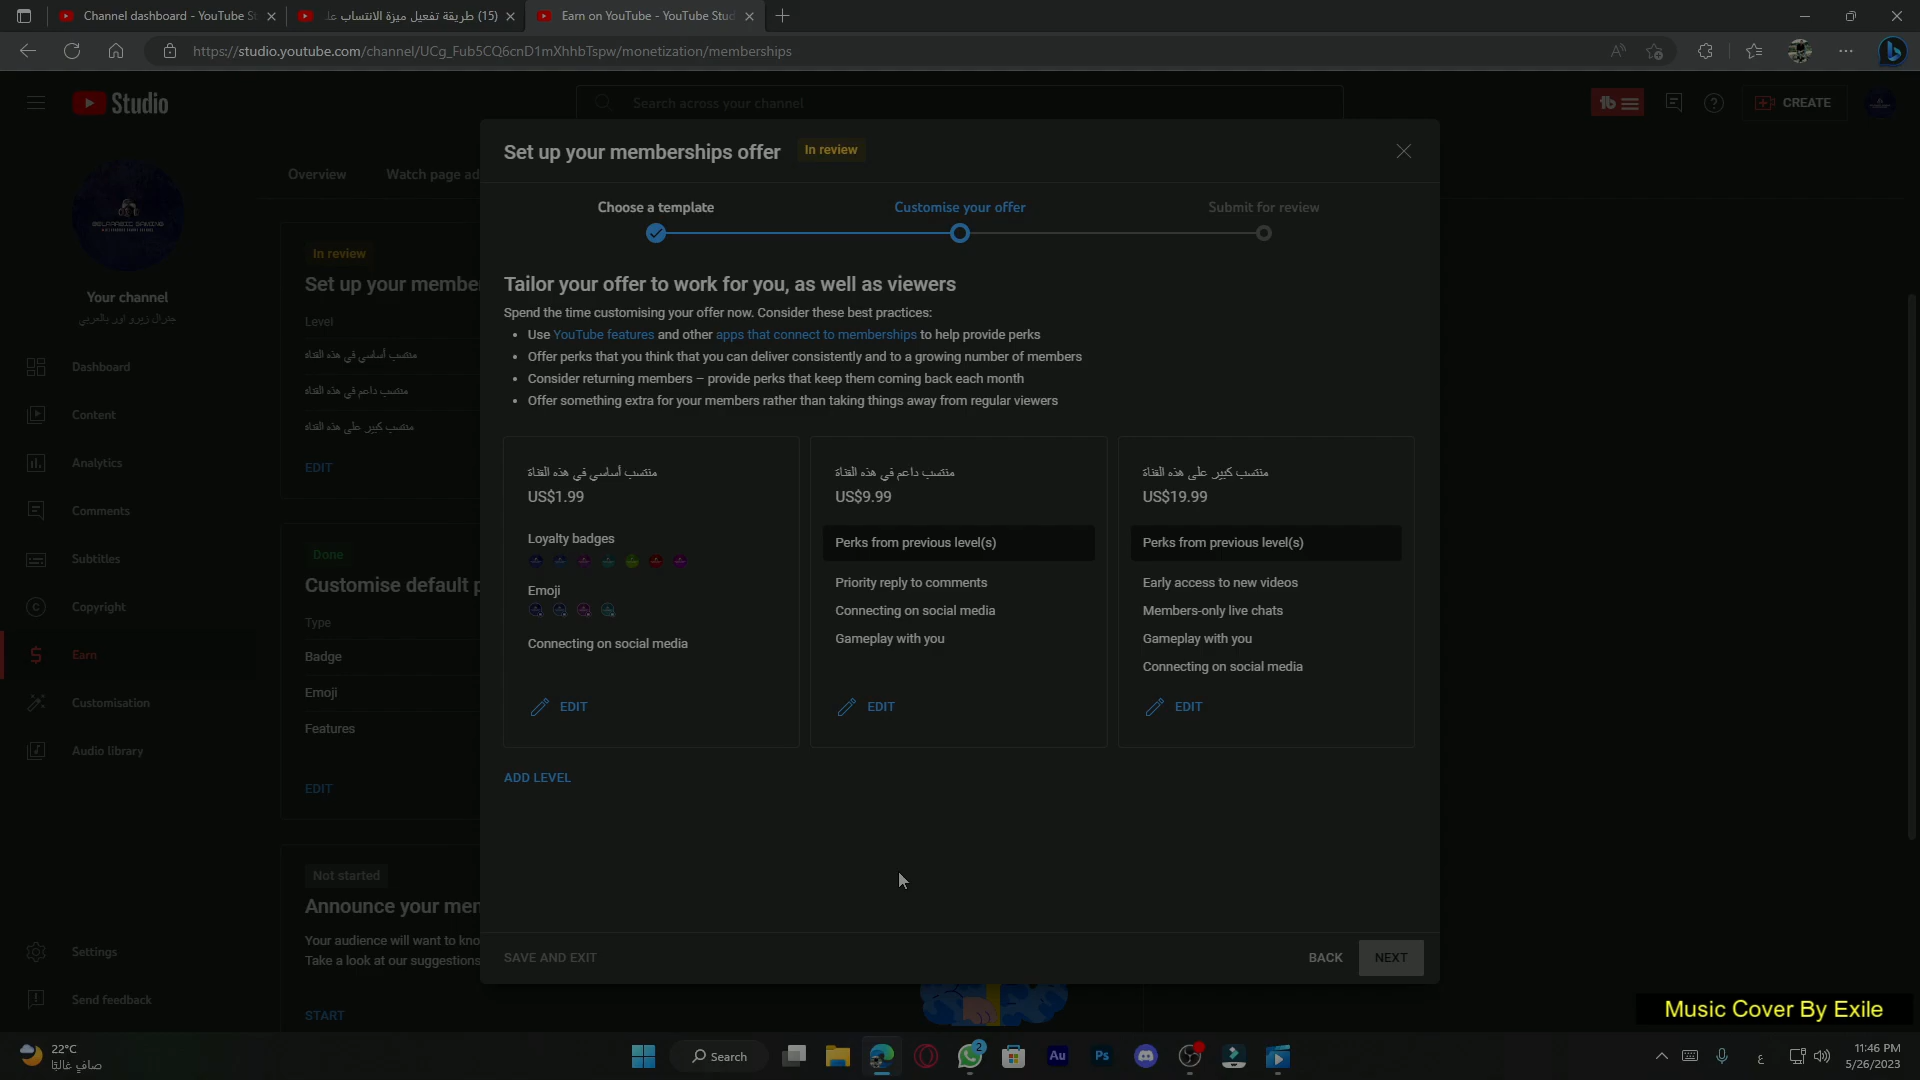 Channel dashboard - YouTube St
(15) طريقة تفعيل ميزة الانتساب عل
Earn on YouTube - YouTube Stud
https://studio.youtube.com/channel/UCg_Fub5CQ6cnD1mXhhbTspw/monetization/memberships
Studio
Search across your channel
CREATE
Set up your memberships offer
In review
Choose a template
Customise your offer
Submit for review
Tailor your offer to work for you, as well as viewers
Spend the time customising your offer now. Consider these best practices:
Use YouTube features and other apps that connect to memberships to help provide perks
Offer perks that you think that you can deliver consistently and to a growing number of members
Consider returning members – provide perks that keep them coming back each month
Offer something extra for your members rather than taking things away from regular viewers
منتسب أساسي في هذه القناة
US$1.99
Loyalty badges
Emoji
Connecting on social media
EDIT
منتسب داعم في هذه القناة
US$9.99
Perks from previous level(s)
Priority reply to comments
Connecting on social media
Gameplay with you
EDIT
منتسب كبير على هذه القناة
US$19.99
Perks from previous level(s)
Early access to new videos
Members-only live chats
Gameplay with you
Connecting on social media
EDIT
ADD LEVEL
SAVE AND EXIT
BACK
NEXT
Your channel
جنرال زيرو اور بالعربي
Dashboard
Content
Analytics
Comments
Subtitles
Copyright
Earn
Customisation
Audio library
Settings
Send feedback
Overview
Watch page ad
In review
Set up your membe
Level
منتسب أساسي في هذه القناة
منتسب داعم في هذه القناة
منتسب كبير على هذه القناة
EDIT
Done
Customise default p
Type
Badge
Emoji
Features
EDIT
Not started
Announce your mem
Your audience will want to kno
Take a look at our suggestions
START
Music Cover By Exile
22°C
صافي غالبًا
Search
2
Au
Ps
ع
11:46 PM
5/26/2023